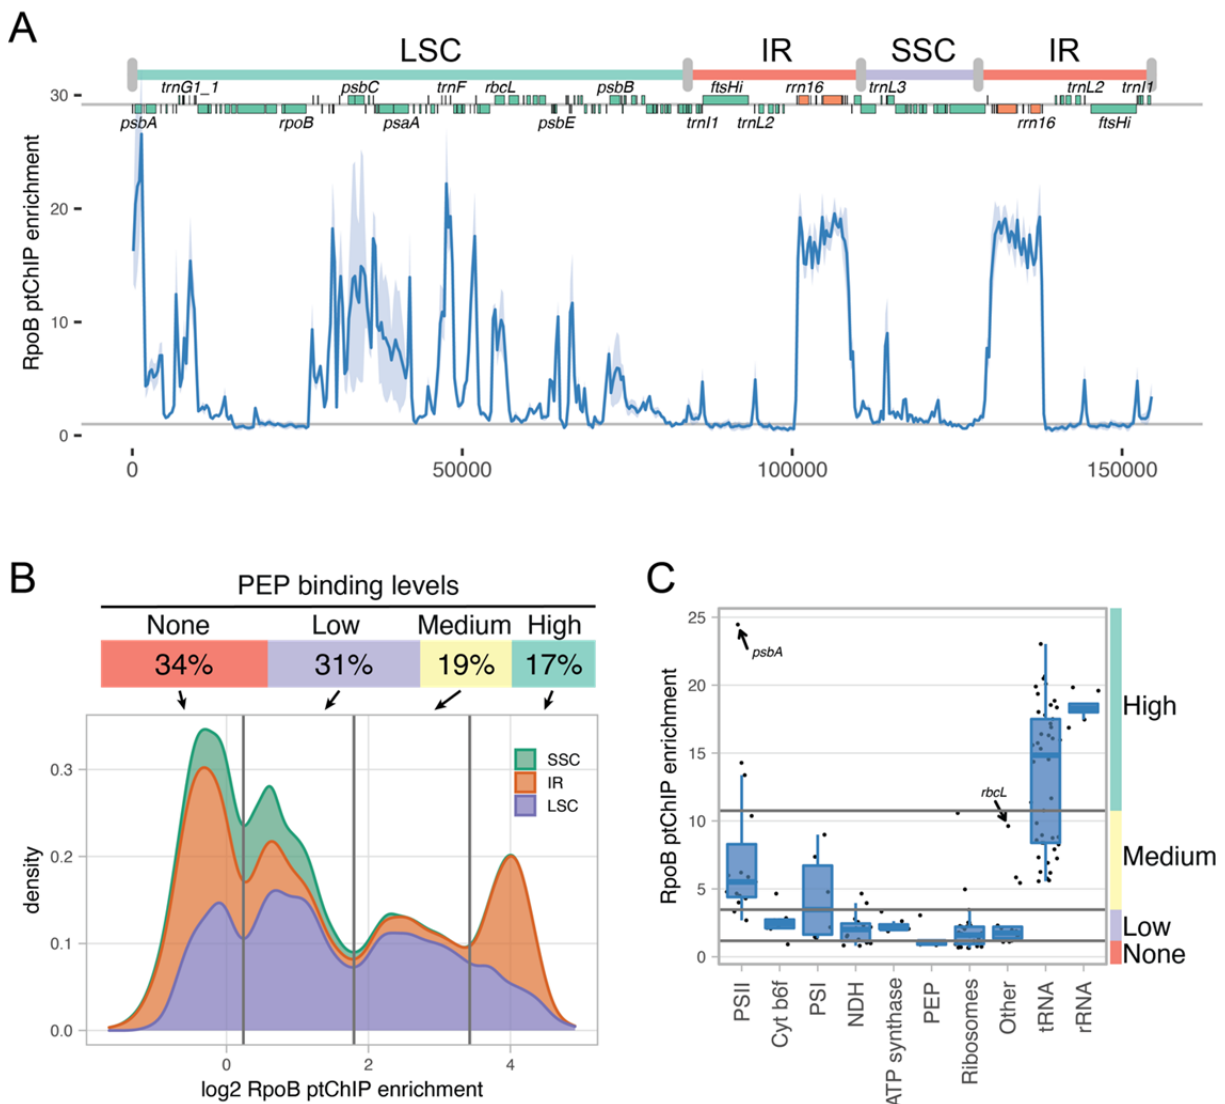 A
LSC IR SSC IR
trnG1_1 psbC trnF rbcL psbB ftsHi rrn16 trnL3 trnL2 trnI1
psbA rpoB psaA psbE trnI1 trnL2 rrn16 ftsHi
RpoB ptChIP enrichment
30
20
10
0
0 50000 100000 150000
B
PEP binding levels
None Low Medium High
34% 31% 19% 17%
SSC
IR
LSC
density
0.3
0.2
0.1
0.0
0 2 4
log2 RpoB ptChIP enrichment
C
RpoB ptChIP enrichment
25
20
15
10
5
0
psbA
rbcL
High
Medium
Low
None
PSII
Cyt b6f
PSI
NDH
ATP synthase
PEP
Ribosomes
Other
tRNA
rRNA